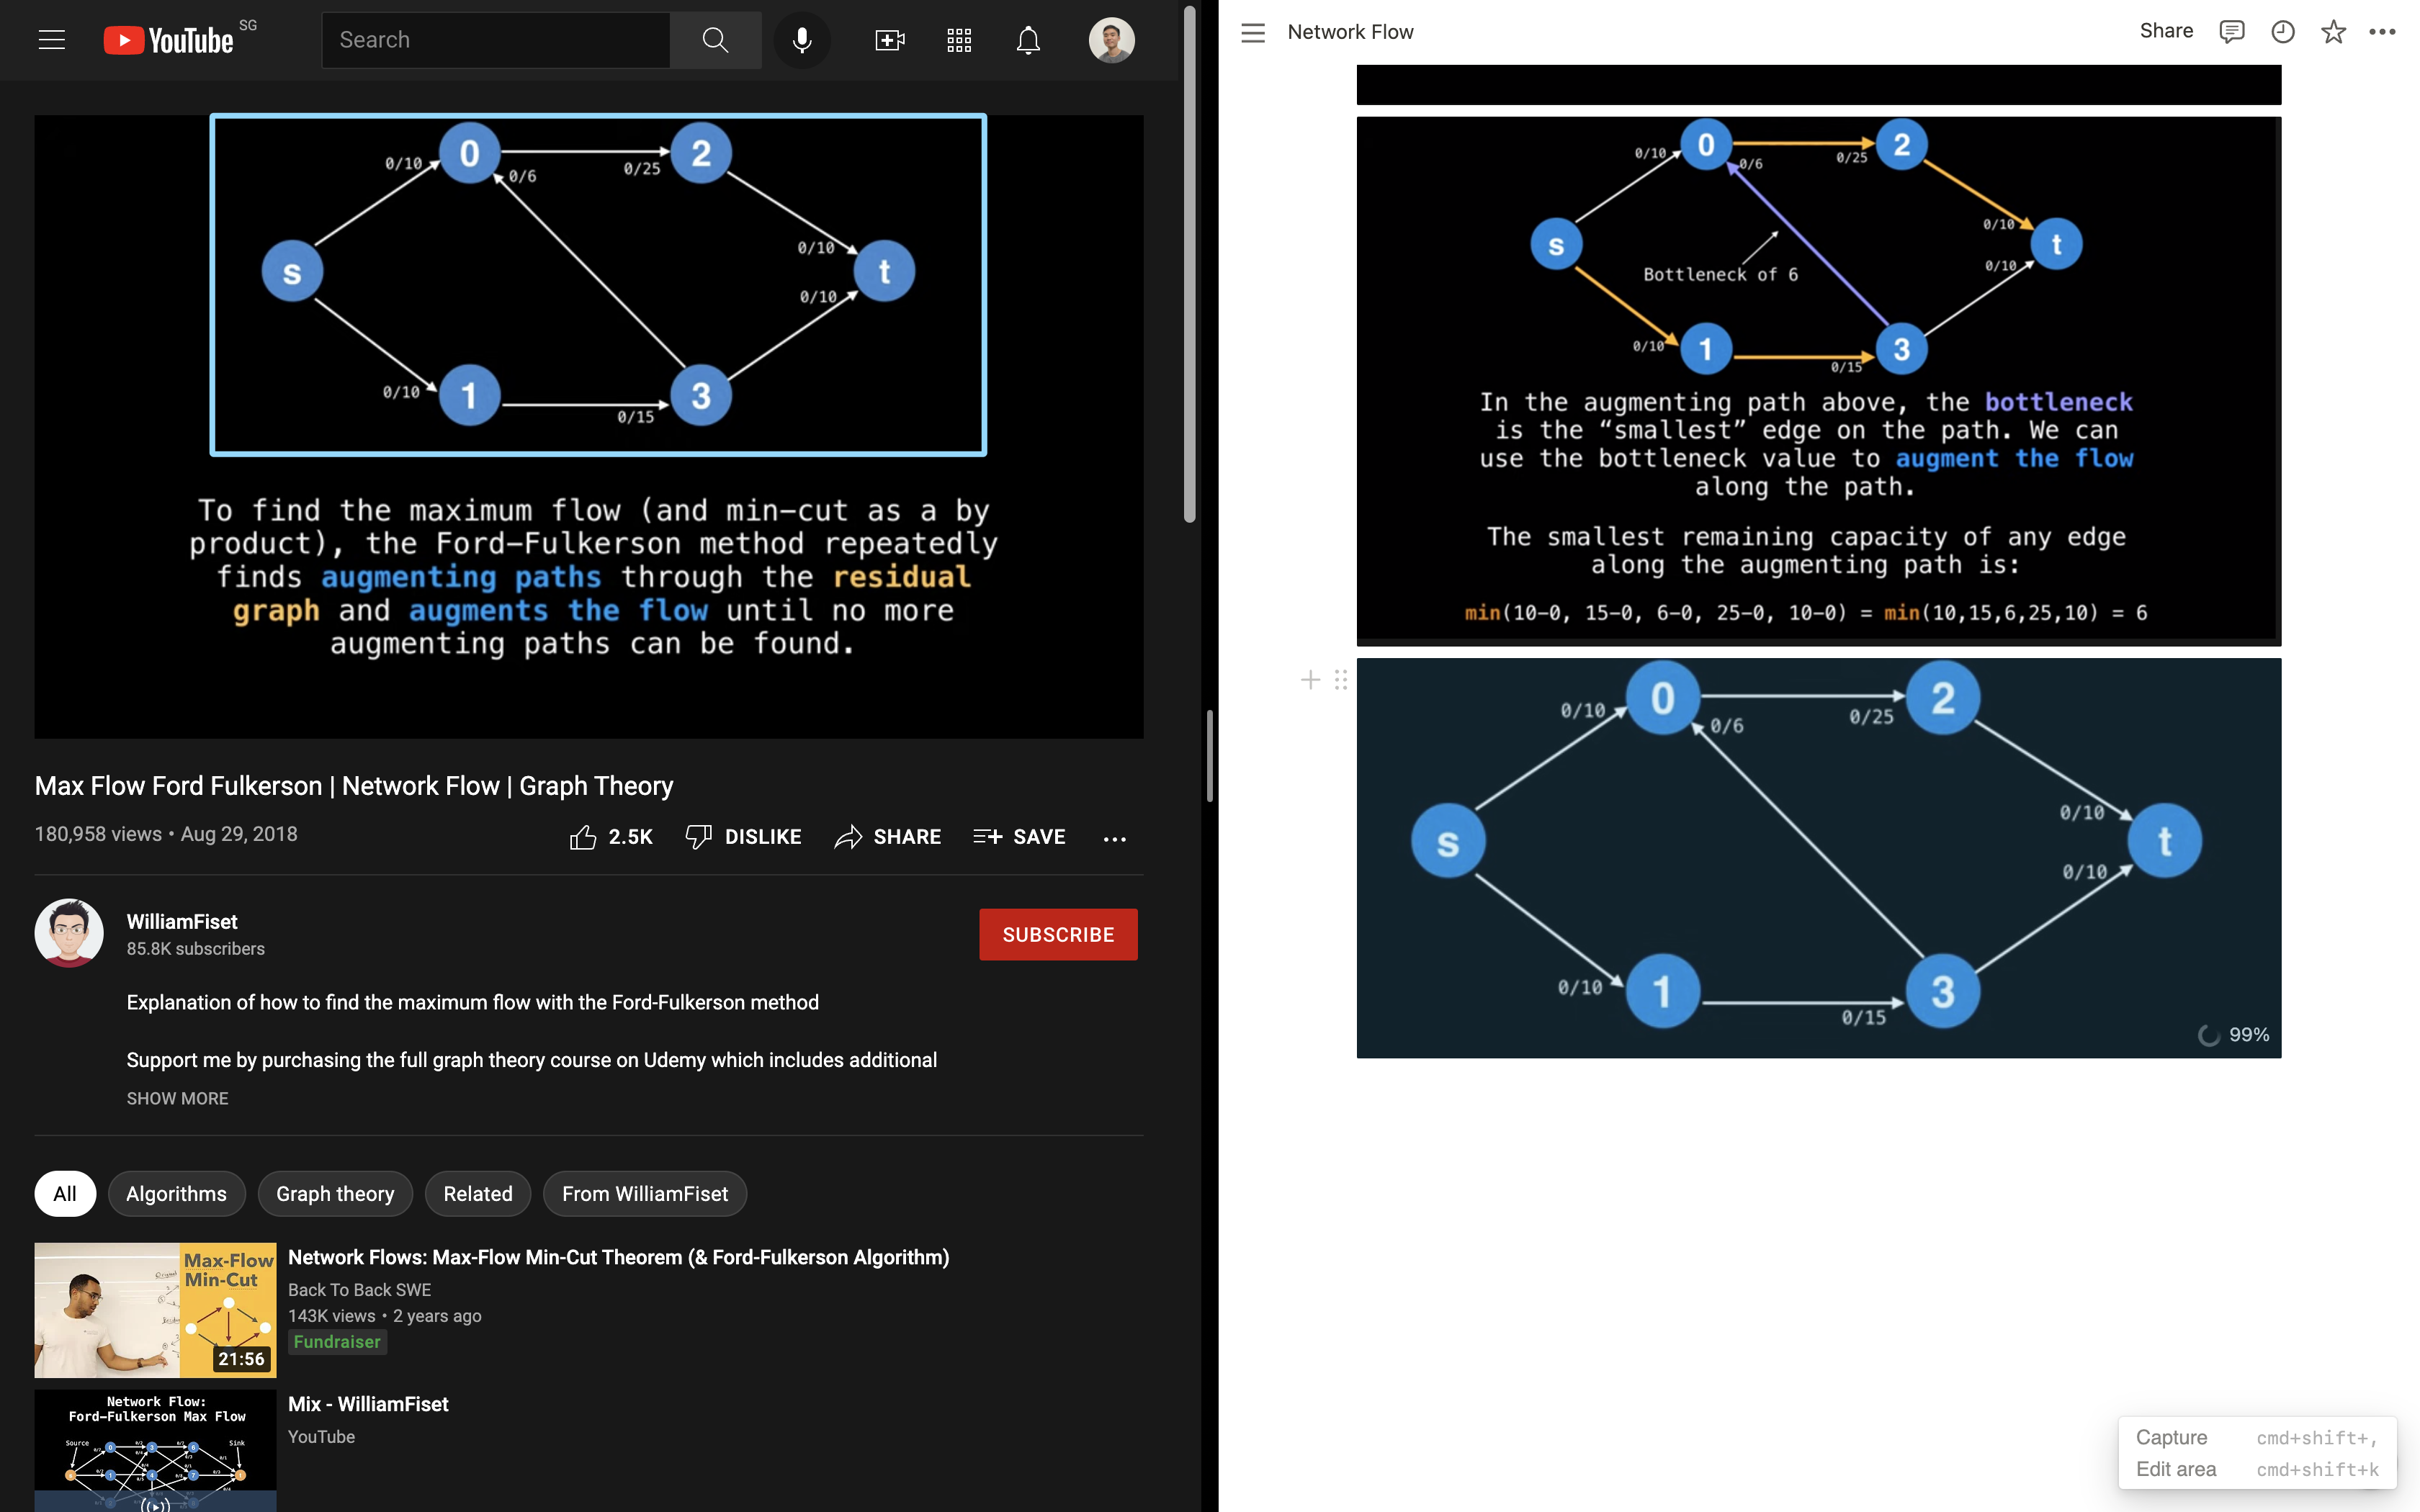 YouTube SG
Search
0
2
0/10
0/6
0/25
s
0/10
t
0/10
0/10
1
0/15
3
To find the maximum flow (and min-cut as a by
product), the Ford-Fulkerson method repeatedly
finds augmenting paths through the residual
graph and augments the flow until no more
augmenting paths can be found.
Max Flow Ford Fulkerson | Network Flow | Graph Theory
180,958 views • Aug 29, 2018
2.5K
DISLIKE
SHARE
SAVE
WilliamFiset
85.8K subscribers
SUBSCRIBE
Explanation of how to find the maximum flow with the Ford-Fulkerson method
Support me by purchasing the full graph theory course on Udemy which includes additional
SHOW MORE
All
Algorithms
Graph theory
Related
From WilliamFiset
Max-Flow
Min-Cut
21:56
Network Flows: Max-Flow Min-Cut Theorem (& Ford-Fulkerson Algorithm)
Back To Back SWE
143K views • 2 years ago
Fundraiser
Network Flow:
Ford-Fulkerson Max Flow
Source
Sink
Mix - WilliamFiset
YouTube
Network Flow
Share
0
2
0/10
0/6
0/25
s
0/10
t
Bottleneck of 6
0/10
0/10
1
0/15
3
In the augmenting path above, the bottleneck
is the “smallest” edge on the path. We can
use the bottleneck value to augment the flow
along the path.
The smallest remaining capacity of any edge
along the augmenting path is:
min(10-0, 15-0, 6-0, 25-0, 10-0) = min(10,15,6,25,10) = 6
0
2
0/10
0/6
0/25
s
0/10
t
0/10
0/10
1
0/15
3
99%
Capture cmd+shift+,
Edit area cmd+shift+k